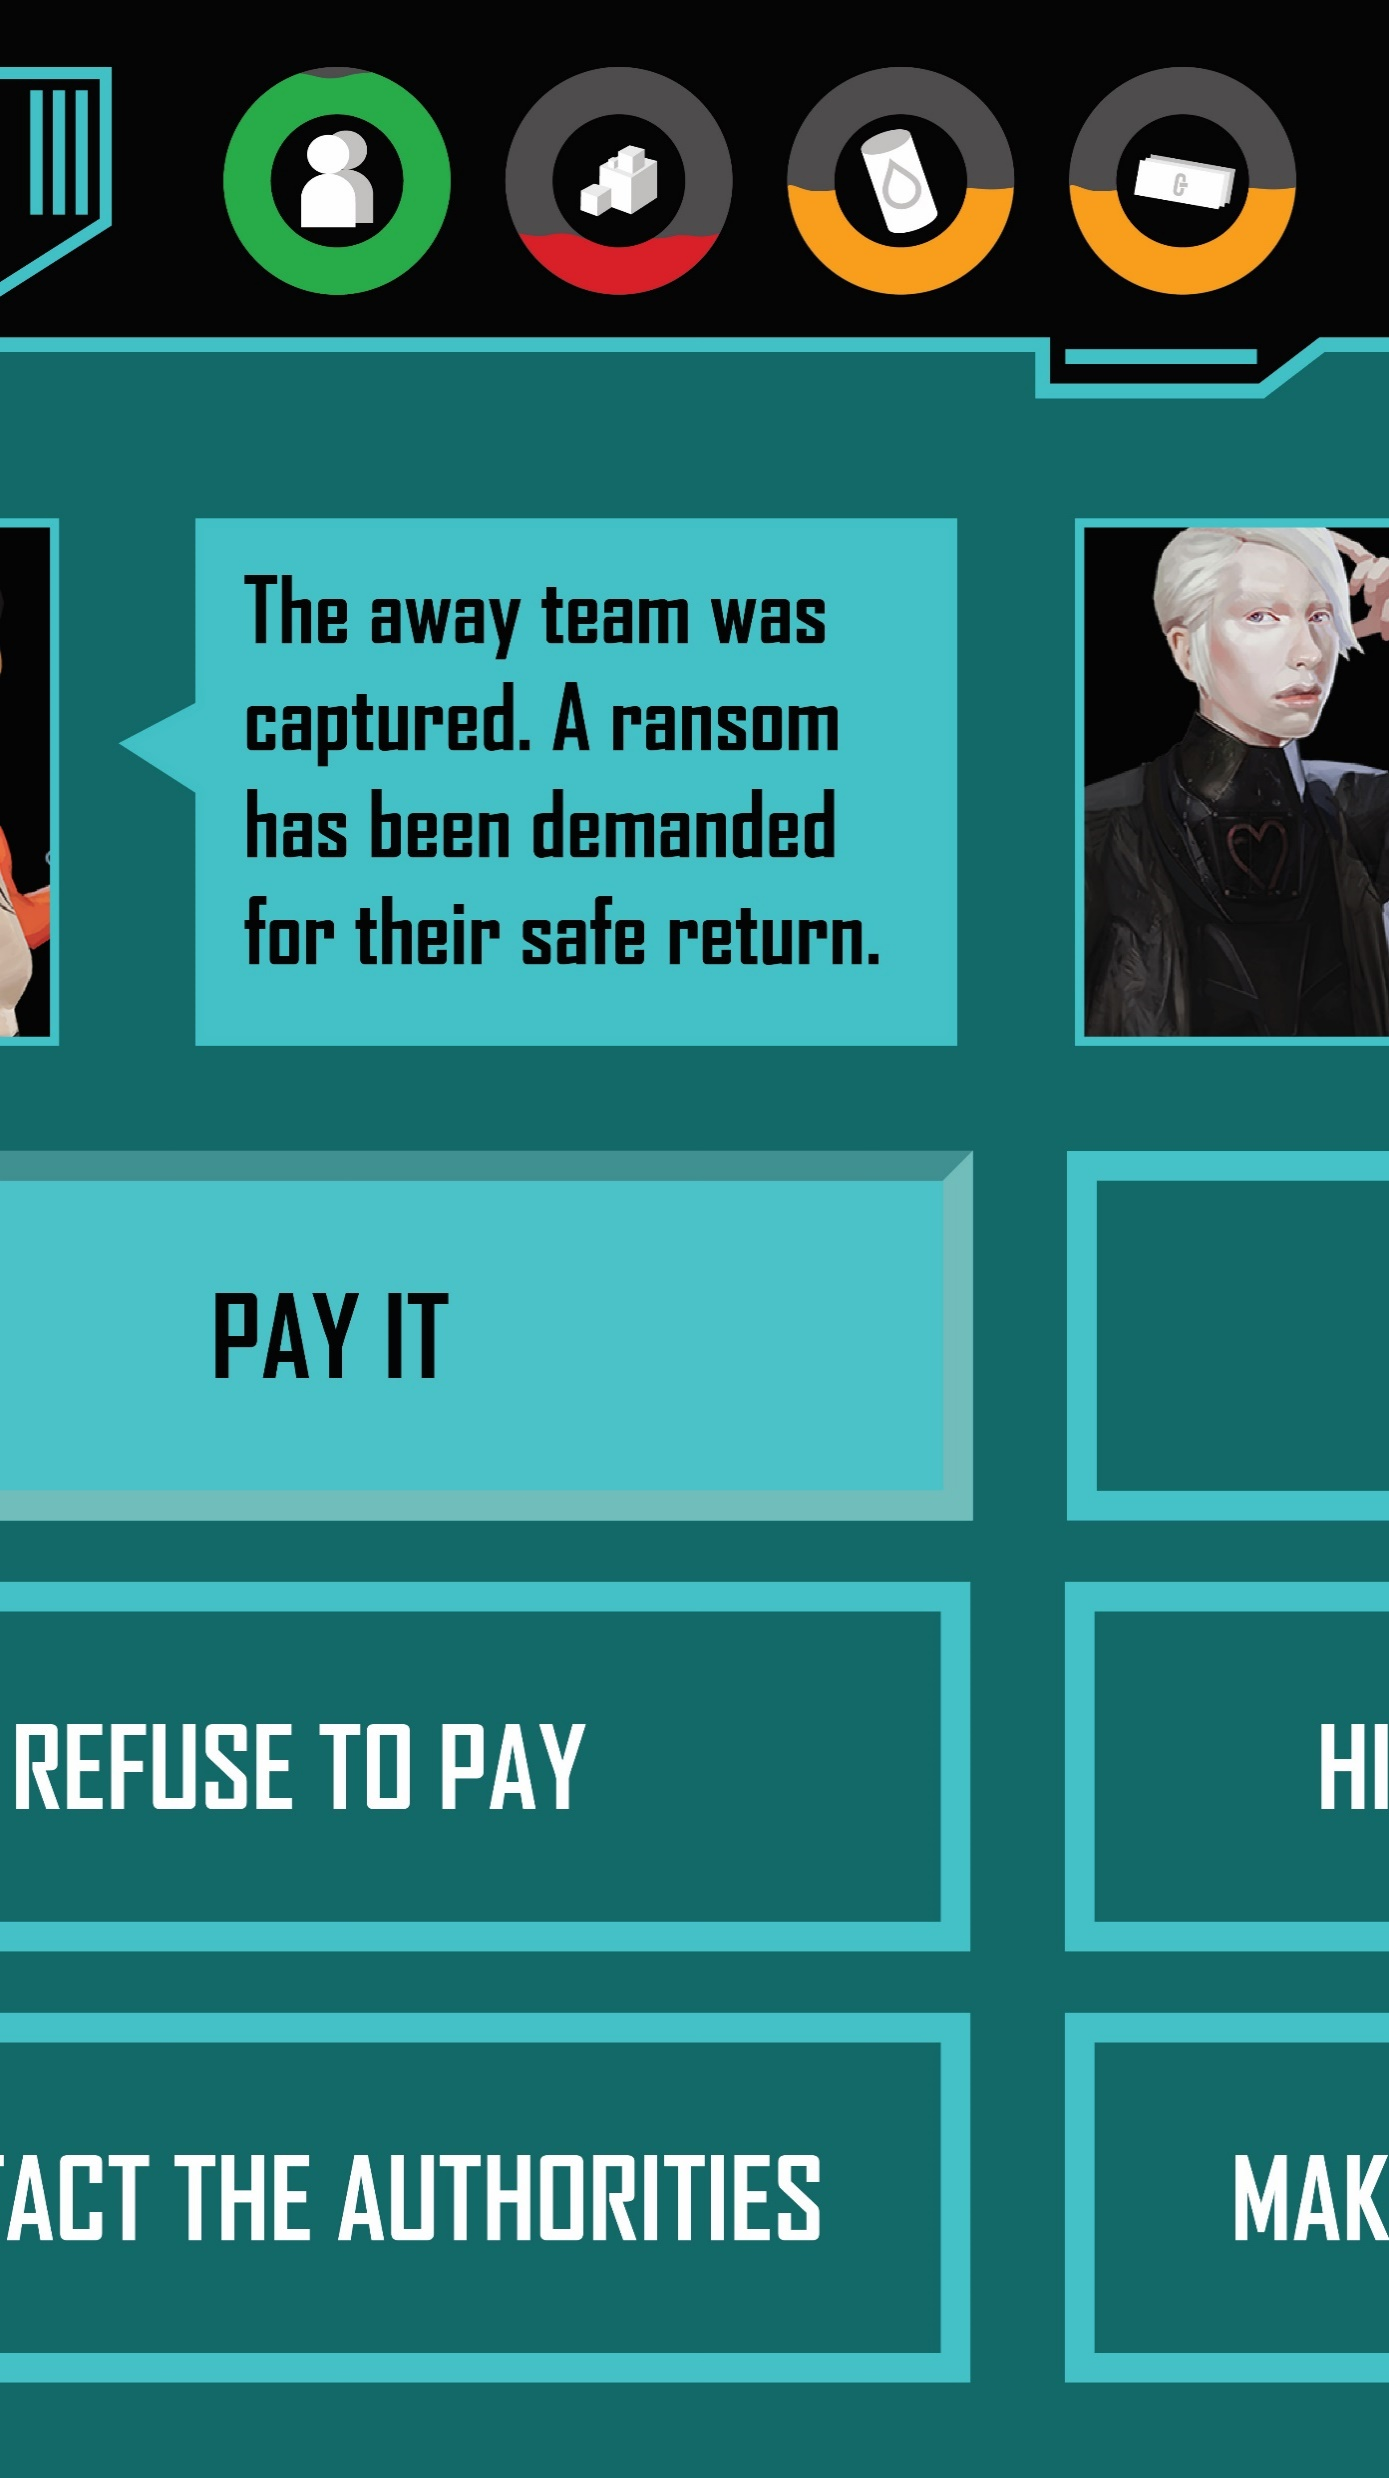 The away team was
captured. A ransom
has been demanded
for their safe return.
PAY IT
REFUSE TO PAY
THE AUTHORITIES